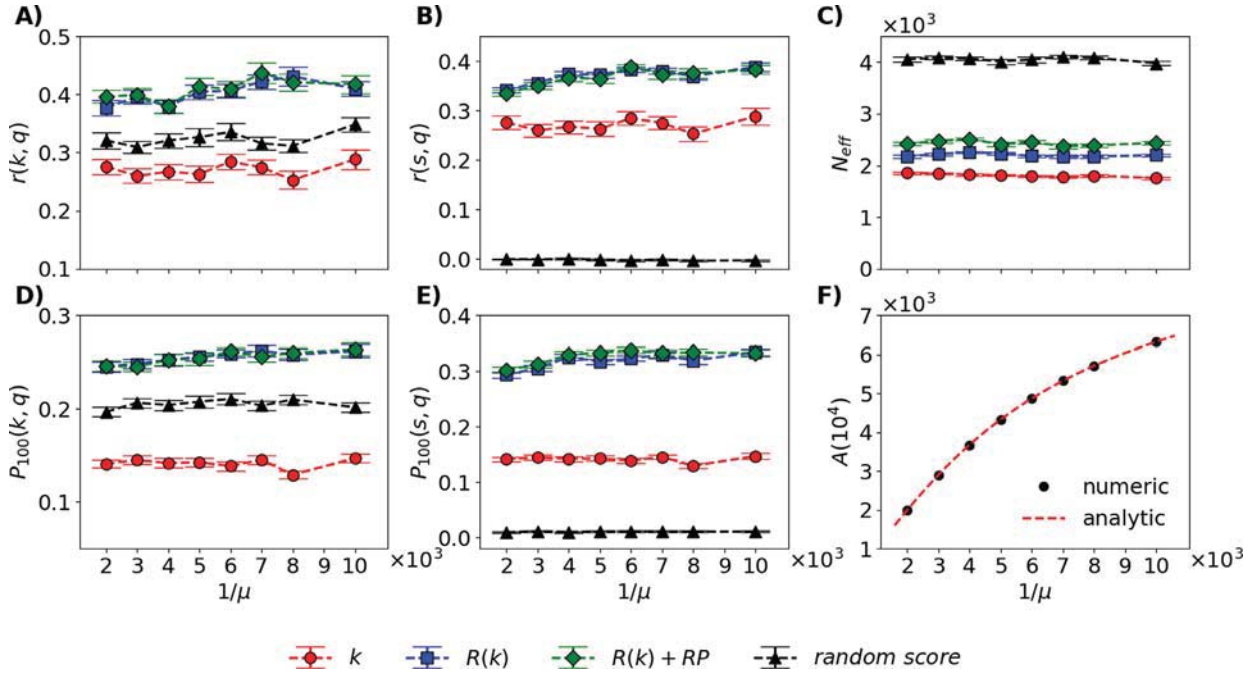 A)
0.5
0.4
0.3
0.2
0.1
r(k, q)
B)
0.4
0.3
0.2
0.1
0.0
r(s, q)
C)
×10³
4
3
2
1
0
N_eff
D)
0.3
0.2
0.1
P₁₀₀(k, q)
2 3 4 5 6 7 8 9 10
×10³
1/μ
E)
0.4
0.3
0.2
0.1
0.0
P₁₀₀(s, q)
2 3 4 5 6 7 8 9 10
×10³
1/μ
F)
×10³
7
6
5
4
3
2
1
A(10⁴)
numeric
analytic
2 3 4 5 6 7 8 9 10
×10³
1/μ
k R(k) R(k) + RP random score